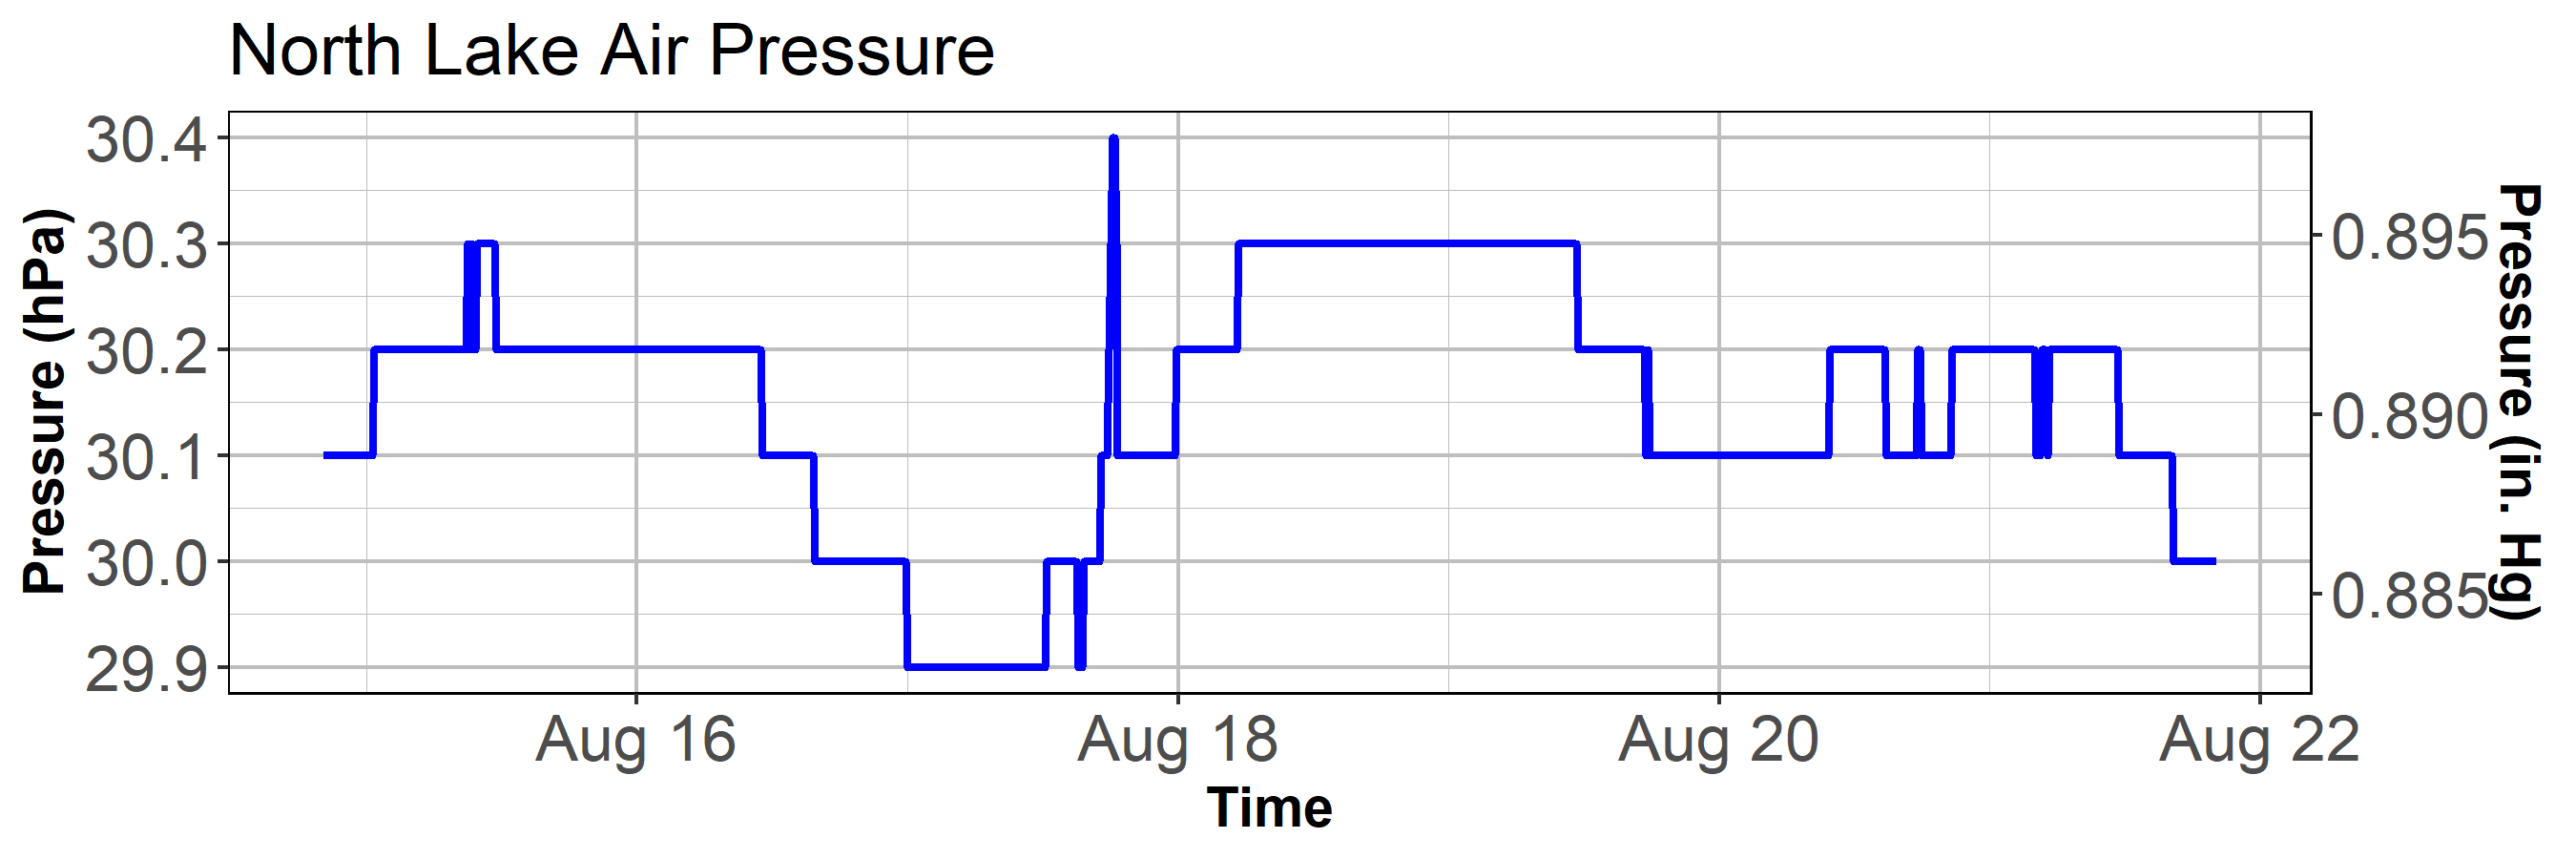 North Lake Air Pressure
Pressure (hPa)
30.4
30.3
30.2
30.1
30.0
29.9
0.895
0.890
0.885
Pressure (in. Hg)
Aug 16
Aug 18
Aug 20
Aug 22
Time